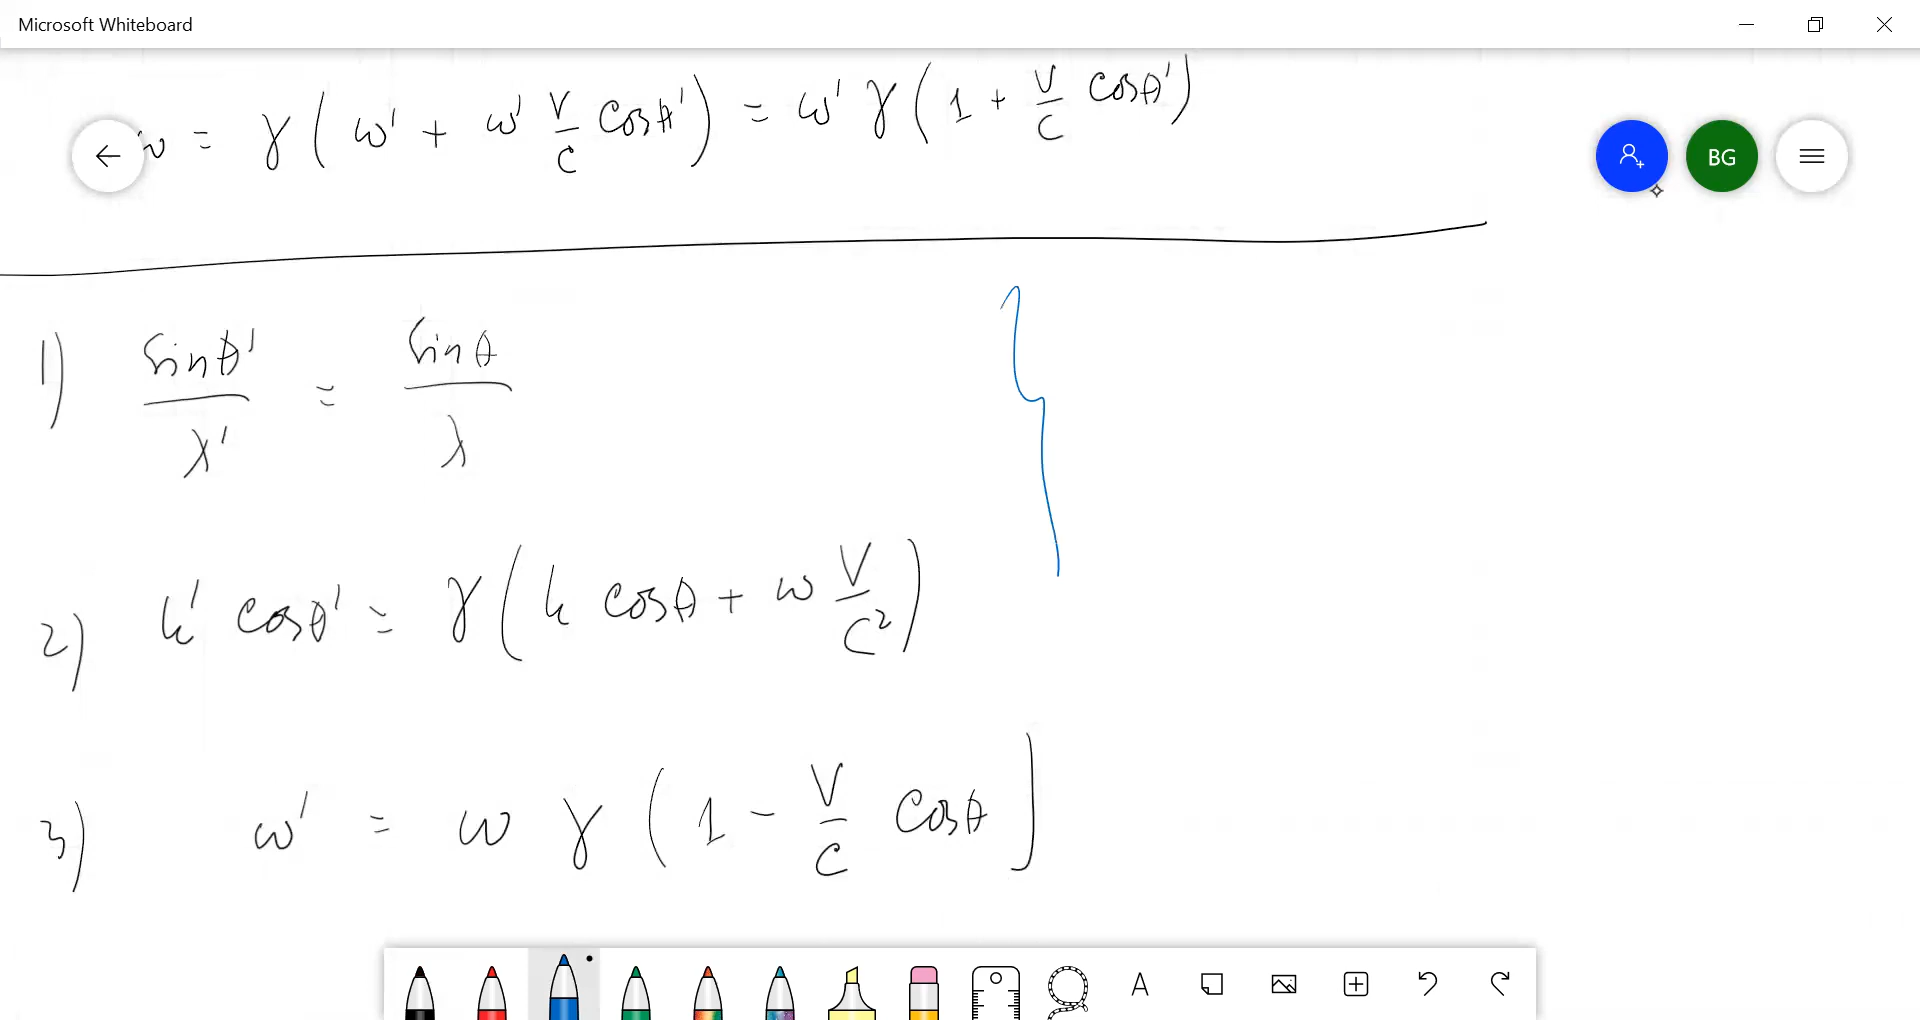 Microsoft Whiteboard
ω = γ ( ω' + ω' V/c cosθ' ) = ω' γ ( 1 + V/c cosθ' )
BG
1) sinθ'/λ' = sinθ/λ
2) k' cosθ' = γ ( k cosθ + ω V/c² )
3) ω' = ω γ ( 1 - V/c cosθ ]
A